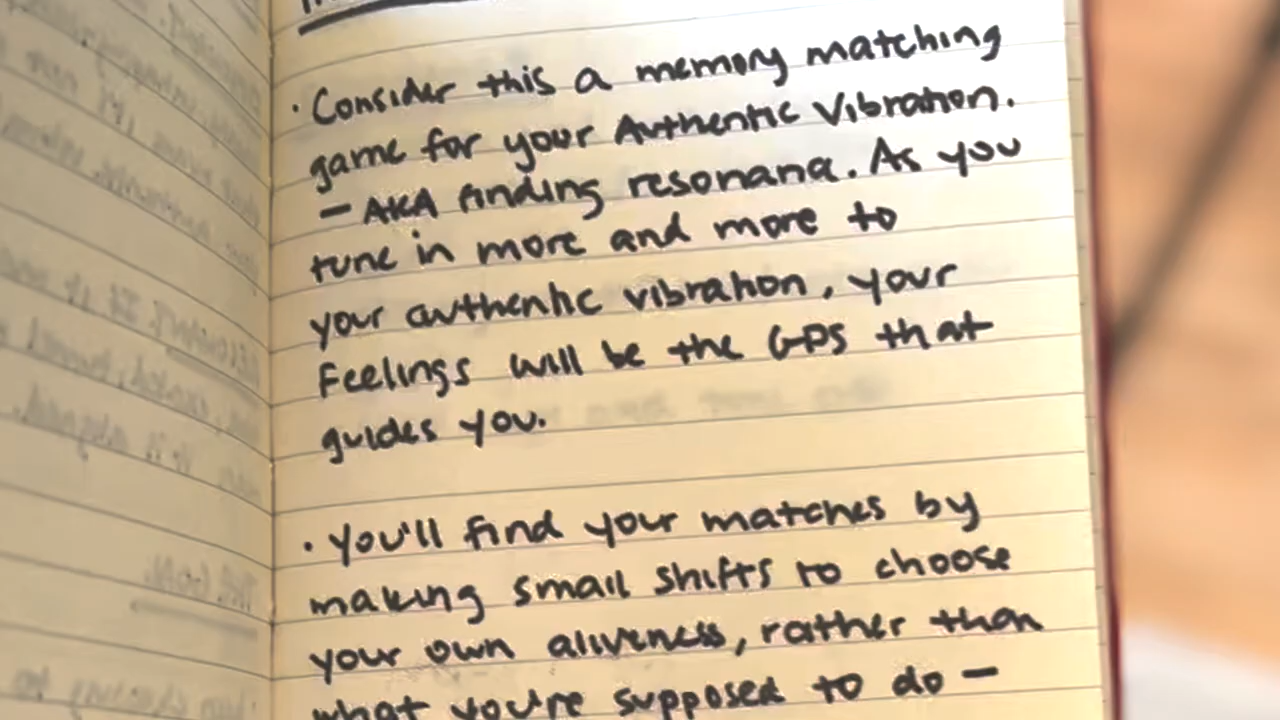 · Consider this a memory matching
game for your Authentic Vibration.
— AKA finding resonance. As you
tune in more and more to
your authentic vibration, your
Feelings will be the GPS that
guides you.
· You'll find your matches by
making small shifts to choose
your own aliveness, rather than
what you're supposed to do —